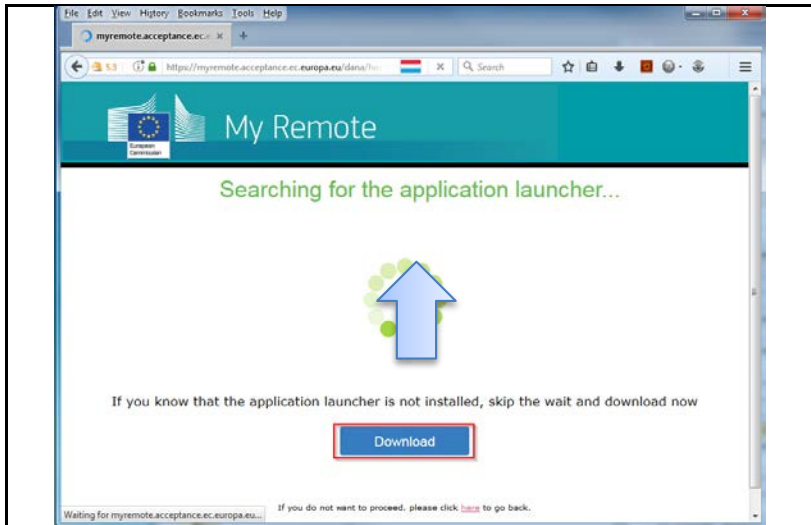 File Edit View History Bookmarks Tools Help
myremote.acceptance.ec.e
5.3 https://myremote.acceptance.ec.europa.eu/dana/ho Search
European
Commission
My Remote
Searching for the application launcher...
If you know that the application launcher is not installed, skip the wait and download now
Download
If you do not want to proceed, please click here to go back.
Waiting for myremote.acceptance.ec.europa.eu...